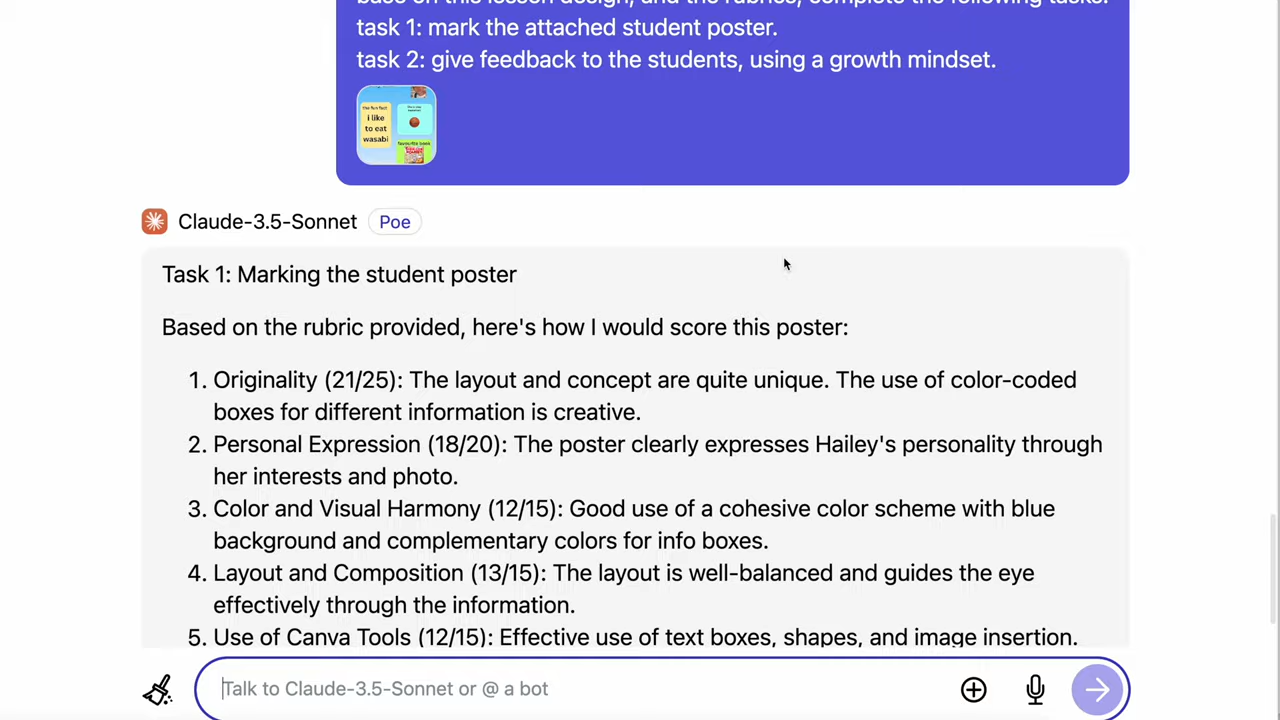 base on this lesson design, and the rubrics, complete the following tasks.
task 1: mark the attached student poster.
task 2: give feedback to the students, using a growth mindset.
the fun fact
i like
to eat
wasabi
favourite book
Claude-3.5-Sonnet
Poe
Task 1: Marking the student poster
Based on the rubric provided, here's how I would score this poster:
1. Originality (21/25): The layout and concept are quite unique. The use of color-coded
boxes for different information is creative.
2. Personal Expression (18/20): The poster clearly expresses Hailey's personality through
her interests and photo.
3. Color and Visual Harmony (12/15): Good use of a cohesive color scheme with blue
background and complementary colors for info boxes.
4. Layout and Composition (13/15): The layout is well-balanced and guides the eye
effectively through the information.
5. Use of Canva Tools (12/15): Effective use of text boxes, shapes, and image insertion.
Talk to Claude-3.5-Sonnet or @ a bot